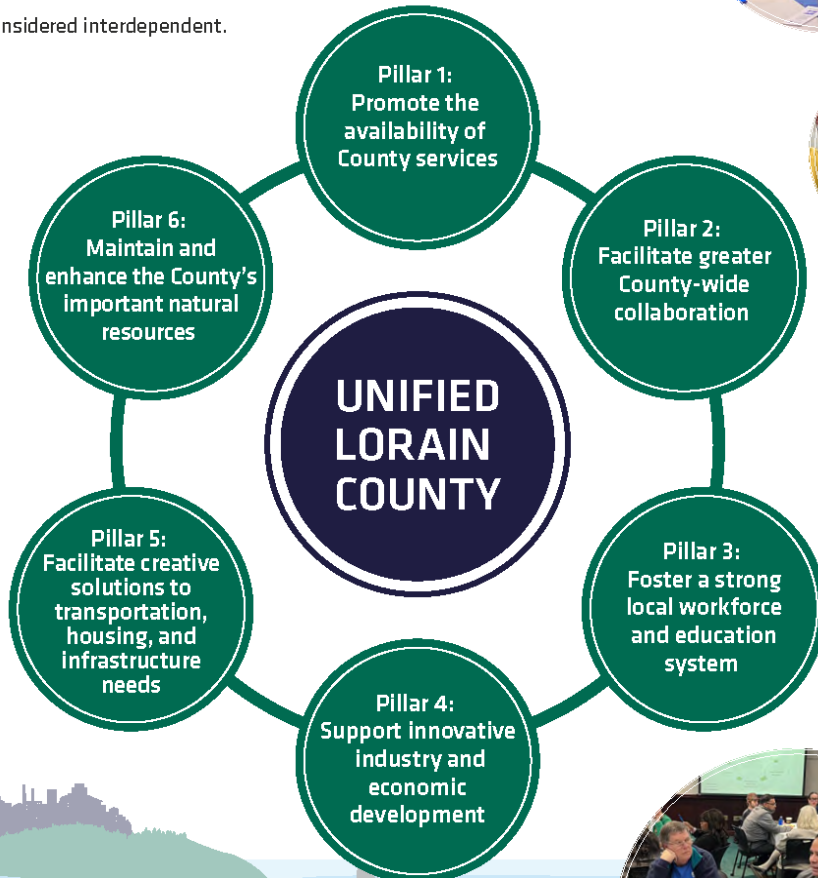 interdependent.
Pillar 1:
Promote the
availability of
County services
Pillar 2:
Facilitate greater
County-wide
collaboration
Pillar 3:
Foster a strong
local workforce
and education
system
Pillar 4:
Support innovative
industry and
economic
development
Pillar 5:
Facilitate creative
solutions to
transportation,
housing, and
infrastructure
needs
Pillar 6:
Maintain and
enhance the County's
important natural
resources
UNIFIED
LORAIN
COUNTY